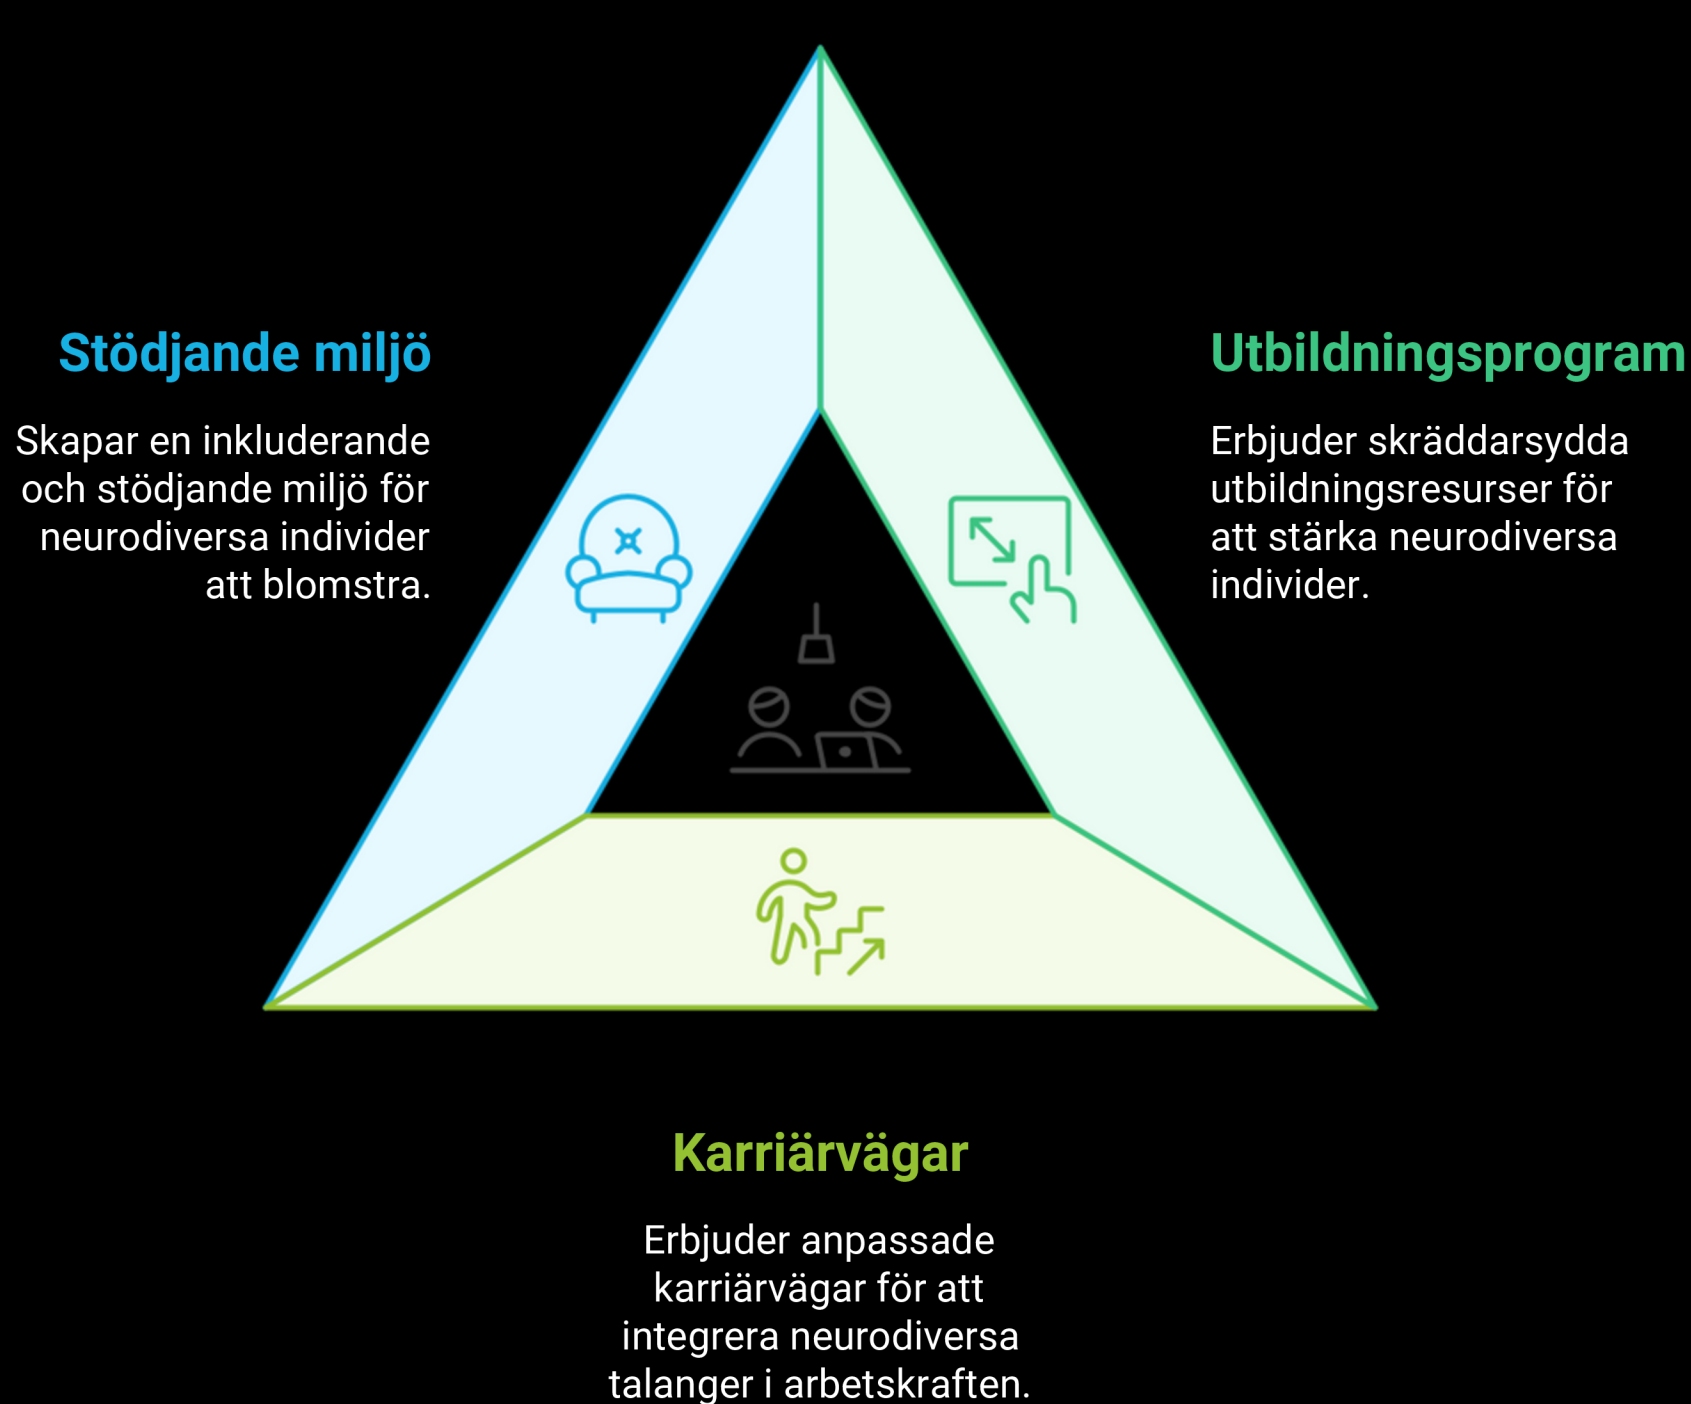 Stödjande miljö
Skapar en inkluderande
och stödjande miljö för
neurodiversa individer
att blomstra.
Utbildningsprogram
Erbjuder skräddarsydda
utbildningsresurser för
att stärka neurodiversa
individer.
Karriärvägar
Erbjuder anpassade
karriärvägar för att
integrera neurodiversa
talanger i arbetskraften.